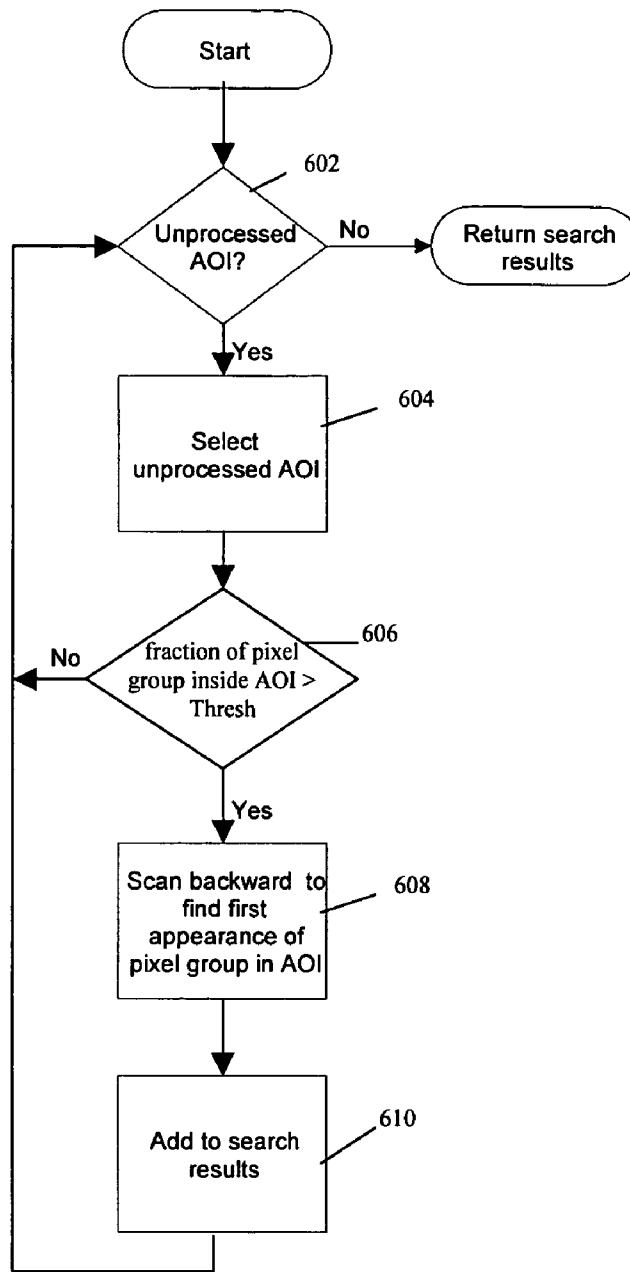 Start
602
Unprocessed
AOI?
No
Return search
results
Yes
604
Select
unprocessed AOI
606
No
fraction of pixel
group inside AOI >
Thresh
Yes
Scan backward to
find first
appearance of
pixel group in AOI
608
610
Add to search
results